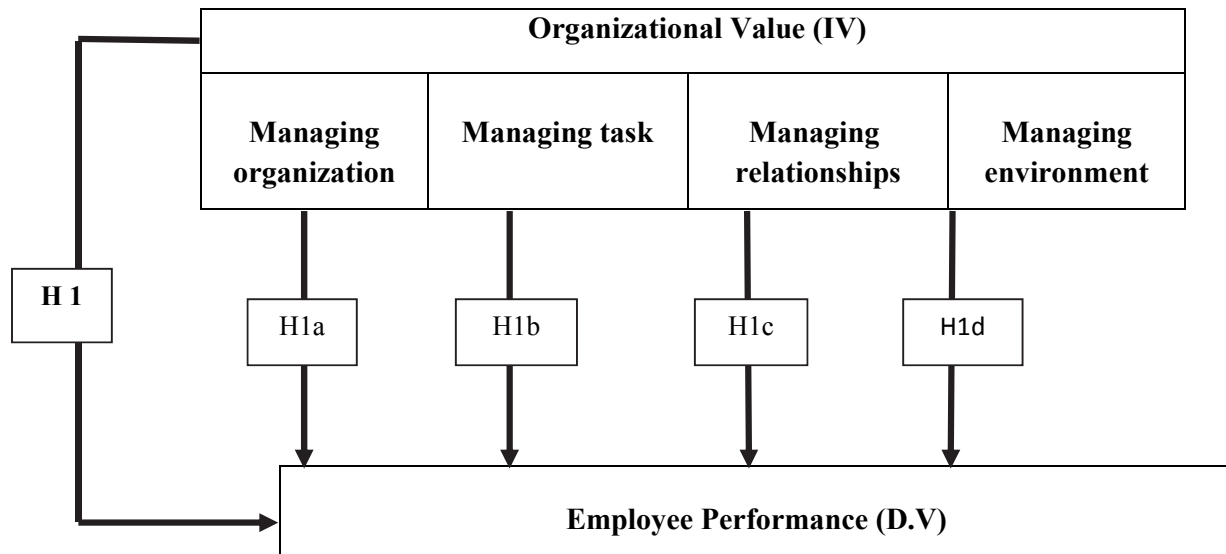 Organizational Value (IV)
Managing
organization
Managing task
Managing
relationships
Managing
environment
H 1
H1a
H1b
H1c
H1d
Employee Performance (D.V)